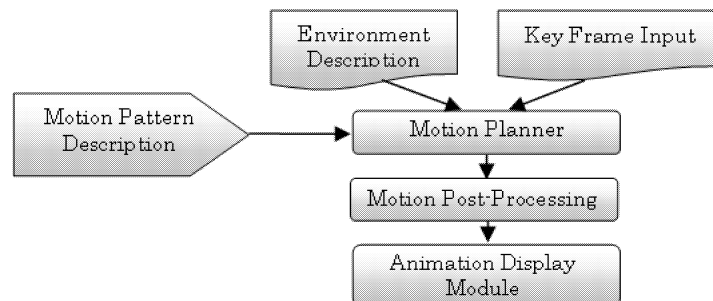 Environment
Description
Key Frame Input
Motion Pattern
Description
Motion Planner
Motion Post-Processing
Animation Display
Module